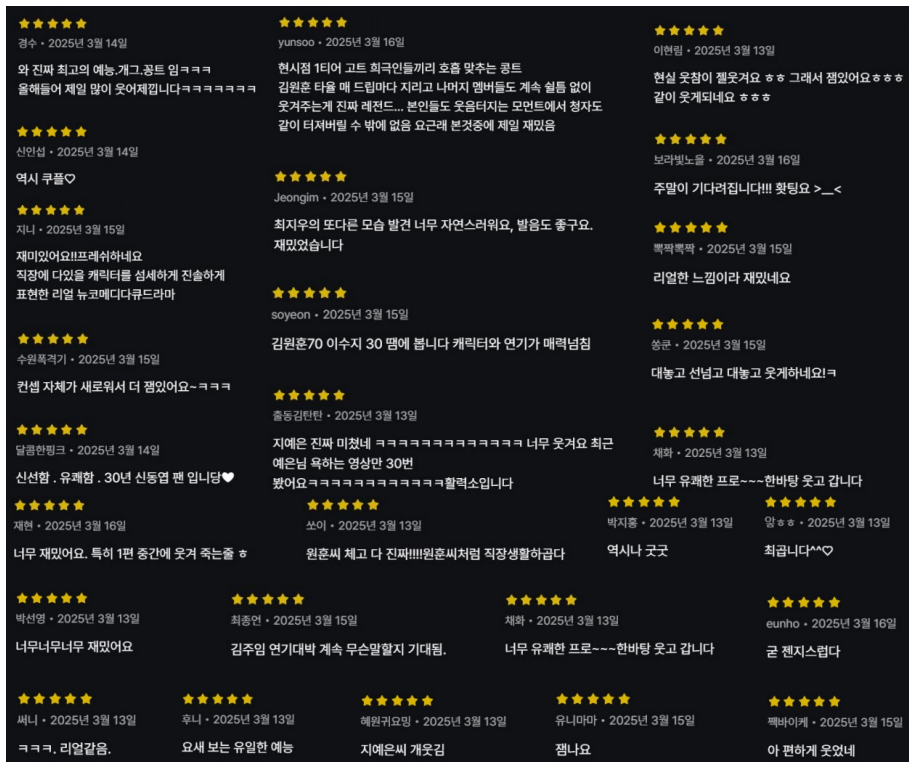 ★★★★★
경수 • 2025년 3월 14일
와 진짜 최고의 예능.개그.꽁트 임ㅋㅋㅋ
올해들어 제일 많이 웃어제낍니다ㅋㅋㅋㅋㅋㅋㅋ
★★★★★
신인섭 • 2025년 3월 14일
역시 쿠플♡
★★★★★
지니 • 2025년 3월 15일
재미있어요!!프레쉬하네요
직장에 다있을 캐릭터를 섬세하게 진솔하게
표현한 리얼 뉴코메디다큐드라마
★★★★★
수원폭격기 • 2025년 3월 15일
컨셉 자체가 새로워서 더 잼있어요~ㅋㅋㅋ
★★★★★
달콤한핑크 • 2025년 3월 14일
신선함 . 유쾌함 . 30년 신동엽 팬 입니당♥
★★★★★
yunsoo • 2025년 3월 16일
현시점 1티어 고트 희극인들끼리 호흡 맞추는 콩트
김원훈 타율 매 드립마다 지리고 나머지 멤버들도 계속 쉴틈 없이
웃겨주는게 진짜 레전드... 본인들도 웃음터지는 모먼트에서 청자도
같이 터져버릴 수 밖에 없음 요근래 본것중에 제일 재밌음
★★★★★
Jeongim • 2025년 3월 15일
최지우의 또다른 모습 발견 너무 자연스러워요, 발음도 좋구요.
재밌었습니다
★★★★★
soyeon • 2025년 3월 15일
김원훈70 이수지 30 땜에 봅니다 캐릭터와 연기가 매력넘침
★★★★★
출동김탄탄 • 2025년 3월 13일
지예은 진짜 미쳤네 ㅋㅋㅋㅋㅋㅋㅋㅋㅋㅋㅋㅋㅋ 너무 웃겨요 최근
예은님 욕하는 영상만 30번
봤어요ㅋㅋㅋㅋㅋㅋㅋㅋㅋㅋㅋㅋ활력소입니다
★★★★★
이현림 • 2025년 3월 13일
현실 웃참이 젤웃겨요 ㅎㅎ 그래서 잼있어요ㅎㅎㅎ
같이 웃게되네요 ㅎㅎㅎ
★★★★★
보라빛노을 • 2025년 3월 16일
주말이 기다려집니다!!! 홧팅요 >__<
★★★★★
뽁짝뽁짝 • 2025년 3월 15일
리얼한 느낌이라 재밌네요
★★★★★
쏭쿤 • 2025년 3월 15일
대놓고 선넘고 대놓고 웃게하네요!ㅋ
★★★★★
채화 • 2025년 3월 13일
너무 유쾌한 프로~~~한바탕 웃고 갑니다
★★★★★
재현 • 2025년 3월 16일
너무 재밌어요. 특히 1편 중간에 웃겨 죽는줄 ㅎ
★★★★★
쏘이 • 2025년 3월 13일
원훈씨 체고 다 진짜!!!!원훈씨처럼 직장생활하곱다
★★★★★
박지홍 • 2025년 3월 13일
역시나 굿굿
★★★★★
암ㅎㅎ • 2025년 3월 13일
최곱니다^^♡
★★★★★
박선영 • 2025년 3월 13일
너무너무너무 재밌어요
★★★★★
최종언 • 2025년 3월 15일
김주임 연기대박 계속 무슨말할지 기대됨.
★★★★★
채화 • 2025년 3월 13일
너무 유쾌한 프로~~~한바탕 웃고 갑니다
★★★★★
eunho • 2025년 3월 16일
굳 젠지스럽다
★★★★★
써니 • 2025년 3월 13일
ㅋㅋㅋ. 리얼같음.
★★★★★
후니 • 2025년 3월 13일
요새 보는 유일한 예능
★★★★★
혜원귀요밍 • 2025년 3월 13일
지예은씨 개웃김
★★★★★
유니마마 • 2025년 3월 15일
잼나요
★★★★★
짹바이케 • 2025년 3월 15일
아 편하게 웃었네